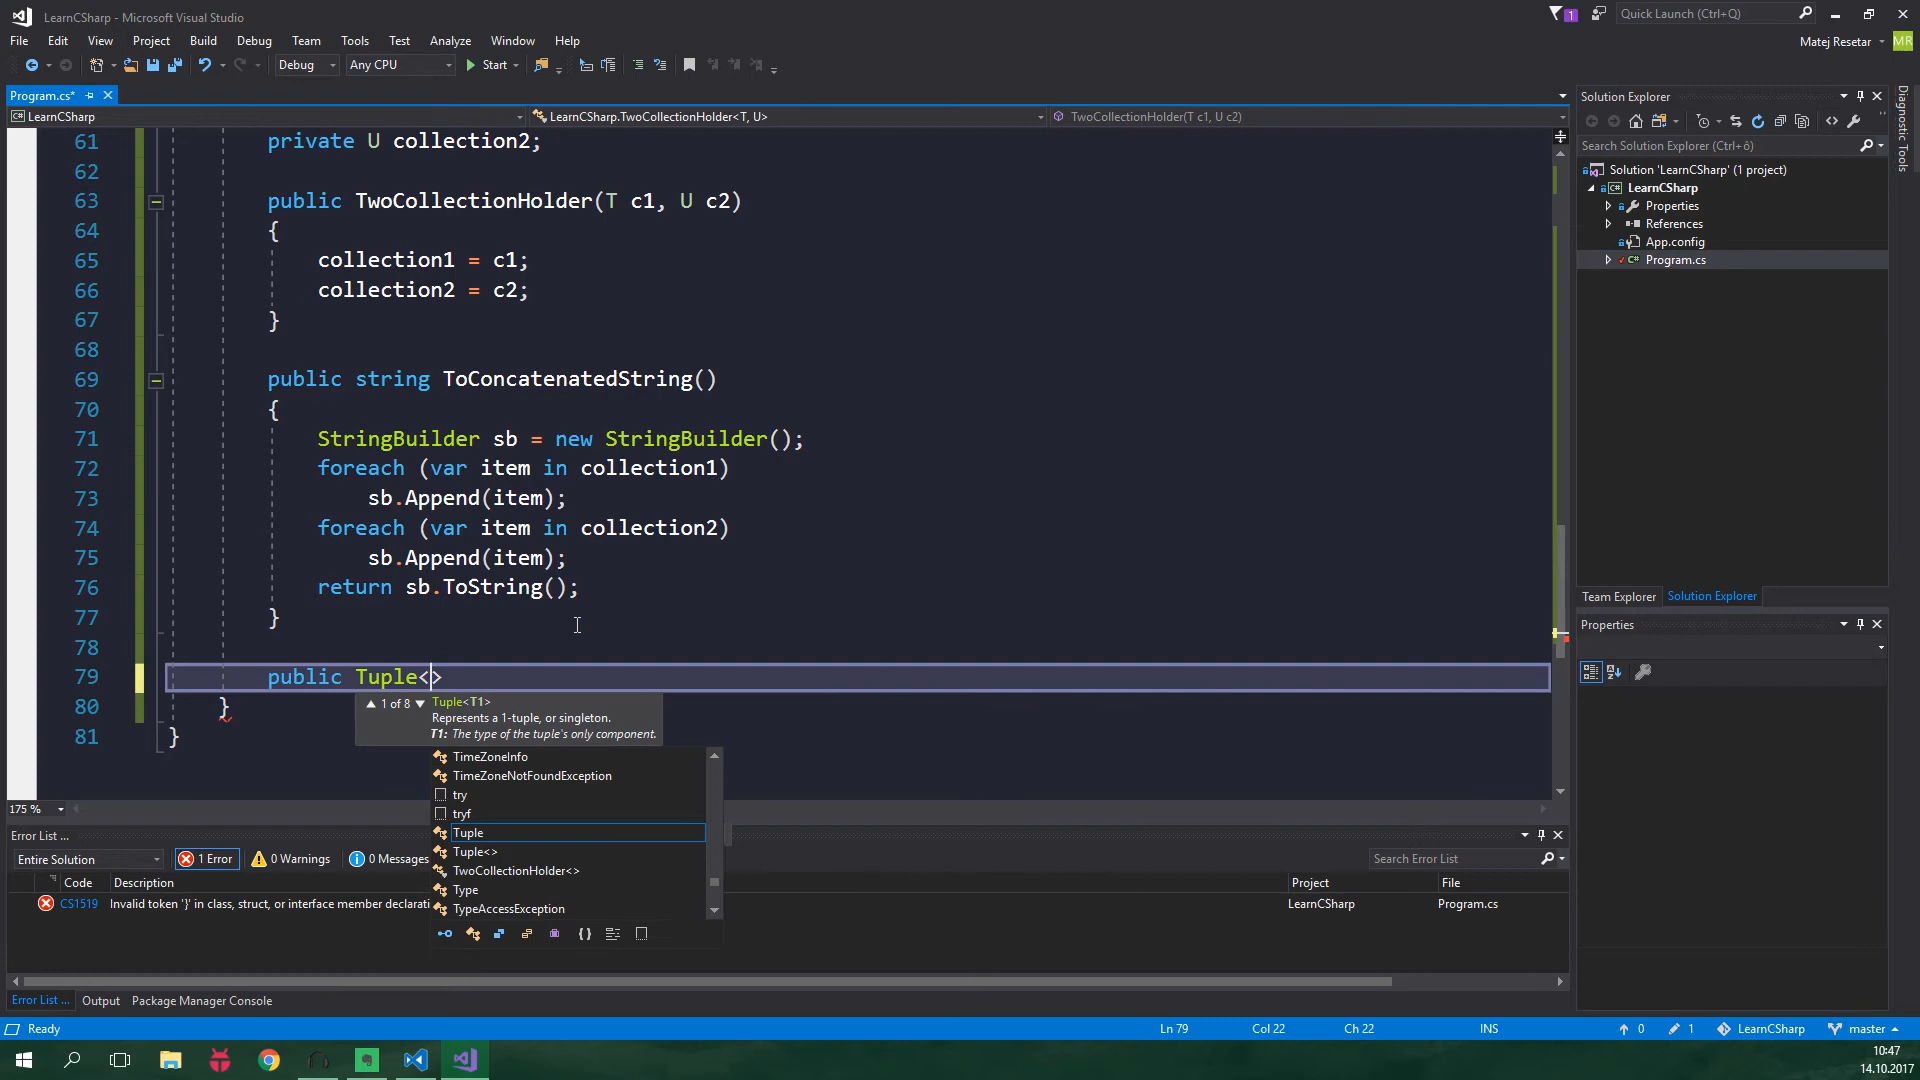 LearnCSharp - Microsoft Visual Studio
1
Quick Launch (Ctrl+Q)
File Edit View Project Build Debug Team Tools Test Analyze Window Help
Matej Resetar MR
Debug Any CPU Start
Program.cs*
LearnCSharp LearnCSharp.TwoCollectionHolder<T, U> TwoCollectionHolder(T c1, U c2)
61 private U collection2;
62
63 public TwoCollectionHolder(T c1, U c2)
64 {
65 collection1 = c1;
66 collection2 = c2;
67 }
68
69 public string ToConcatenatedString()
70 {
71 StringBuilder sb = new StringBuilder();
72 foreach (var item in collection1)
73 sb.Append(item);
74 foreach (var item in collection2)
75 sb.Append(item);
76 return sb.ToString();
77 }
78
79 public Tuple<>
80 }
81 }
1 of 8 Tuple<T1>
Represents a 1-tuple, or singleton.
T1: The type of the tuple's only component.
TimeZoneInfo
TimeZoneNotFoundException
try
tryf
Tuple
Tuple<>
TwoCollectionHolder<>
Type
TypeAccessException
175 %
Error List ...
Entire Solution 1 Error 0 Warnings 0 Messages
Search Error List
Code Description Project File
CS1519 Invalid token '}' in class, struct, or interface member declarati LearnCSharp Program.cs
Error List ... Output Package Manager Console
Solution Explorer
Search Solution Explorer (Ctrl+ô)
Solution 'LearnCSharp' (1 project)
LearnCSharp
Properties
References
App.config
Program.cs
Team Explorer Solution Explorer
Properties
Diagnostic Tools
Ready Ln 79 Col 22 Ch 22 INS 0 1 LearnCSharp master
10:47
14.10.2017